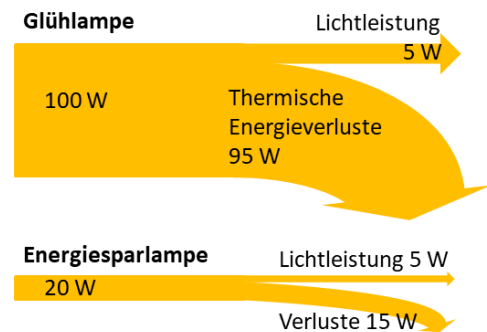 Glühlampe
Lichtleistung
5 W
100 W
Thermische
Energieverluste
95 W
Energiesparlampe
Lichtleistung 5 W
20 W
Verluste 15 W